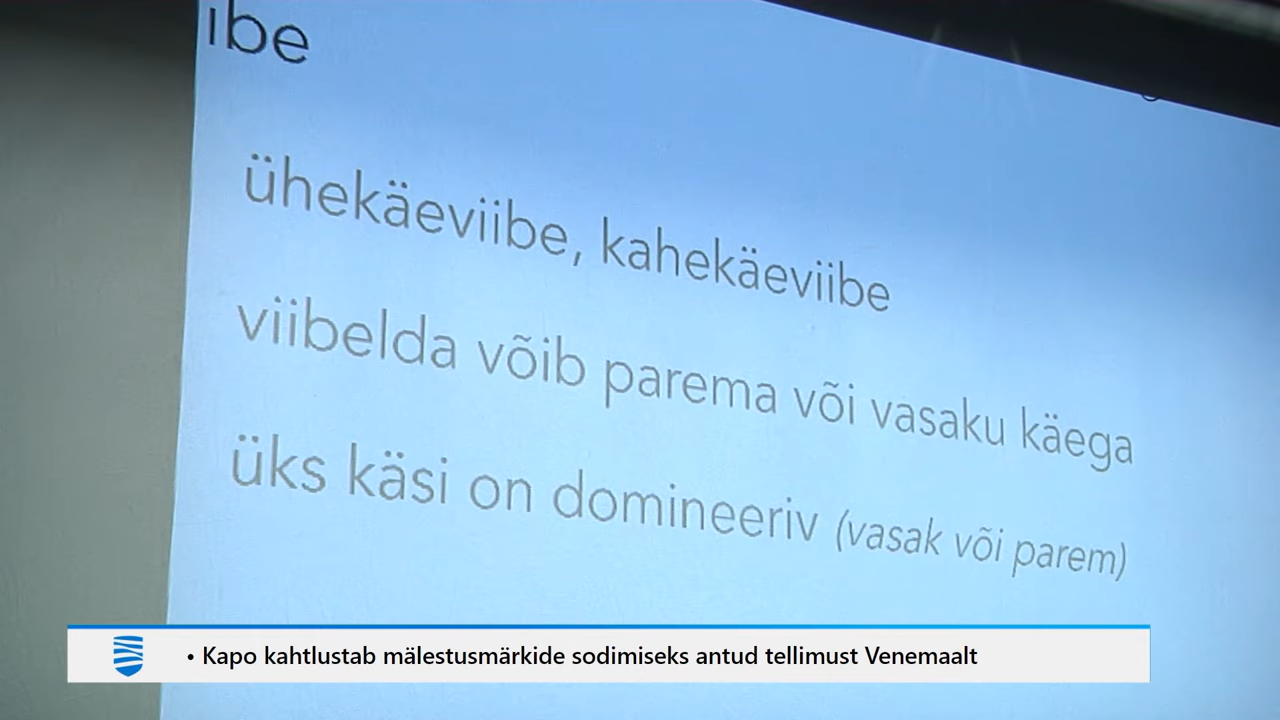 ibe
ühekäeviibe, kahekäeviibe
viibelda võib parema või vasaku käega
üks käsi on domineeriv (vasak või parem)
• Kapo kahtlustab mälestusmärkide sodimiseks antud tellimust Venemaalt